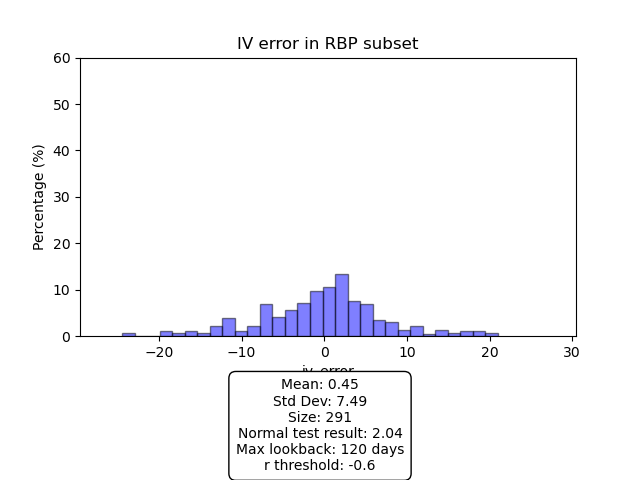 IV error in RBP subset
60
50
40
30
20
10
0
Percentage (%)
−20
−10
0
10
20
30
iv_error
Mean: 0.45
Std Dev: 7.49
Size: 291
Normal test result: 2.04
Max lookback: 120 days
r threshold: -0.6